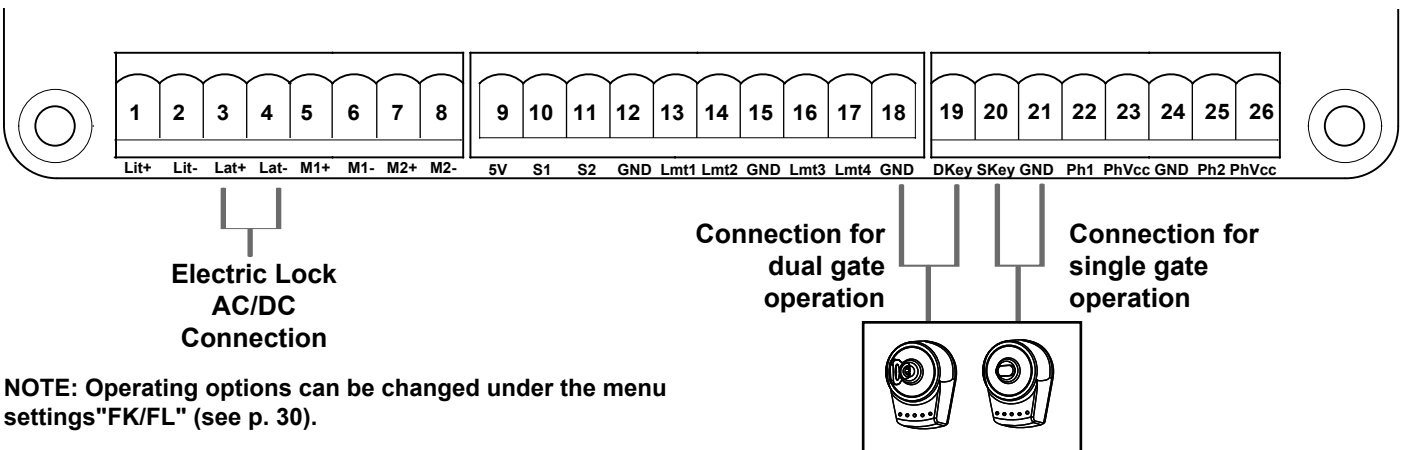 1 2 3 4 5 6 7 8 9 10 11 12 13 14 15 16 17 18 19 20 21 22 23 24 25 26
Lit+ Lit- Lat+ Lat- M1+ M1- M2+ M2- 5V S1 S2 GND Lmt1 Lmt2 GND Lmt3 Lmt4 GND DKey SKey GND Ph1 PhVcc GND Ph2 PhVcc
Electric Lock
AC/DC
Connection
Connection for
dual gate
operation
Connection for
single gate
operation
NOTE: Operating options can be changed under the menu
settings"FK/FL" (see p. 30).